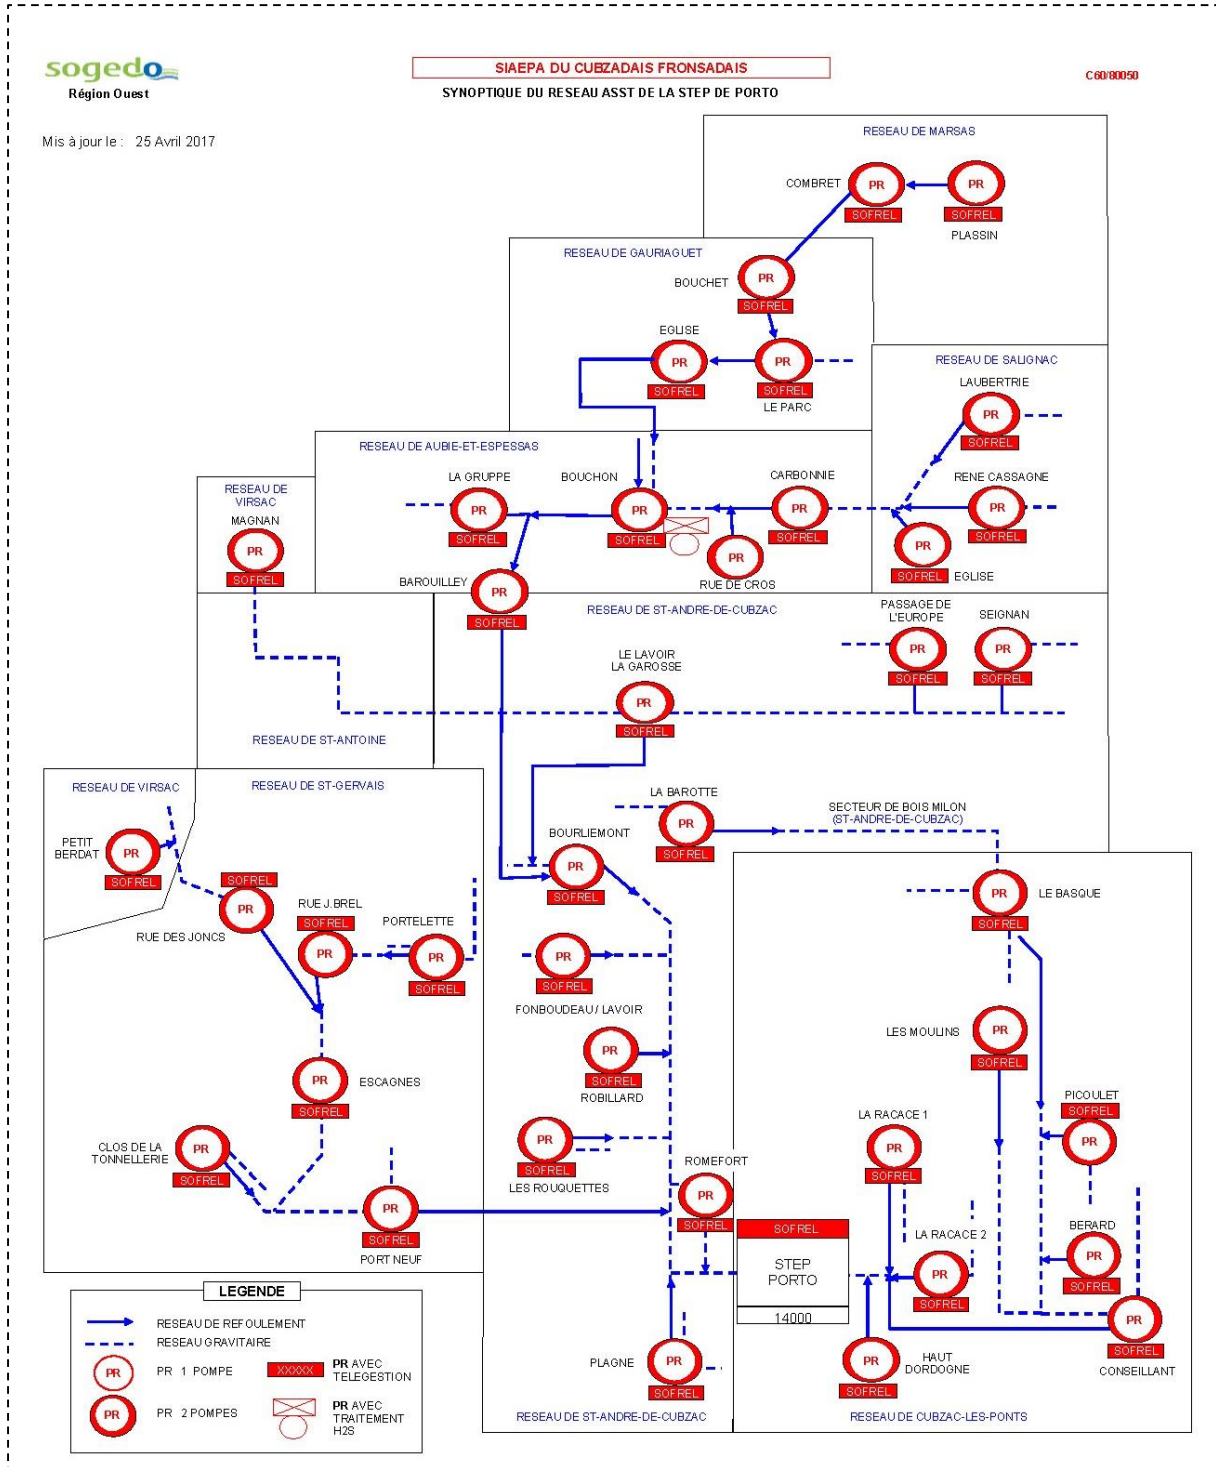 sogedo
Région Ouest
SIAEPA DU CUBZADAIS FRONSADAIS
C60/80050
SYNOPTIQUE DU RESEAU ASST DE LA STEP DE PORTO
Mis à jour le : 25 Avril 2017
RESEAU DE MARSAS
COMBRET
PR
PR
SOFREL
SOFREL
PLASSIN
RESEAU DE GAURIAGUET
BOUCHET
PR
SOFREL
EGLISE
PR
PR
SOFREL
SOFREL
LE PARC
RESEAU DE SALIGNAC
LAUBERTRIE
PR
SOFREL
RENE CASSAGNE
PR
SOFREL
PR
SOFREL
EGLISE
RESEAU DE AUBIE-ET-ESPESSAS
LA GRUPPE
BOUCHON
CARBONNIE
PR
PR
PR
SOFREL
SOFREL
SOFREL
PR
RUE DE CROS
RESEAU DE
VIRSAC
MAGNAN
PR
SOFREL
BAROUILLEY
PR
SOFREL
RESEAU DE ST-ANDRE-DE-CUBZAC
PASSAGE DE
L'EUROPE
SEIGNAN
PR
PR
SOFREL
SOFREL
LE LAVOIR
LA GAROSSE
PR
SOFREL
RESEAU DE ST-ANTOINE
RESEAU DE VIRSAC
RESEAU DE ST-GERVAIS
PETIT
BERDAT
PR
SOFREL
SOFREL
PR
RUE DES JONCS
RUE J.BREL
SOFREL
PR
PORTELETTE
PR
SOFREL
LA BAROTTE
PR
SOFREL
SECTEUR DE BOIS MILON
(ST-ANDRE-DE-CUBZAC)
BOURLIEMONT
PR
SOFREL
PR
LE BASQUE
SOFREL
PR
SOFREL
FONBOUDEAU / LAVOIR
LES MOULINS
PR
SOFREL
PR
SOFREL
ROBILLARD
PR
ESCAGNES
SOFREL
PICOULET
SOFREL
PR
LA RACACE 1
PR
SOFREL
CLOS DE LA
TONNELLERIE
PR
SOFREL
PR
SOFREL
LES ROUQUETTES
ROMEFORT
PR
SOFREL
PR
SOFREL
PORT NEUF
SOFREL
STEP
PORTO
14000
LA RACACE 2
PR
SOFREL
BERARD
PR
SOFREL
PR
SOFREL
CONSEILLANT
PLAGNE
PR
SOFREL
PR
SOFREL
HAUT
DORDOGNE
RESEAU DE ST-ANDRE-DE-CUBZAC
RESEAU DE CUBZAC-LES-PONTS
LEGENDE
RESEAU DE REFOULEMENT
RESEAU GRAVITAIRE
PR
PR 1 POMPE
XXXXX
PR AVEC
TELEGESTION
PR
PR 2 POMPES
PR AVEC
TRAITEMENT
H2S